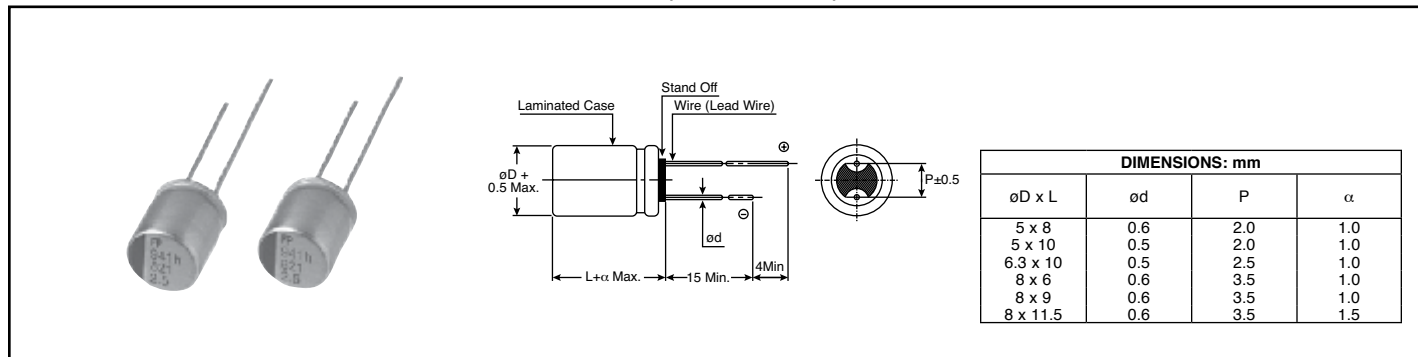 Stand Off
Laminated Case
Wire (Lead Wire)
⊕
øD +
0.5 Max.
P±0.5
⊖
ød
4Min
L+α Max.
15 Min.
DIMENSIONS: mm
øD x L ød P α
5 x 8 0.6 2.0 1.0
5 x 10 0.5 2.0 1.0
6.3 x 10 0.5 2.5 1.0
8 x 6 0.6 3.5 1.0
8 x 9 0.6 3.5 1.0
8 x 11.5 0.6 3.5 1.5